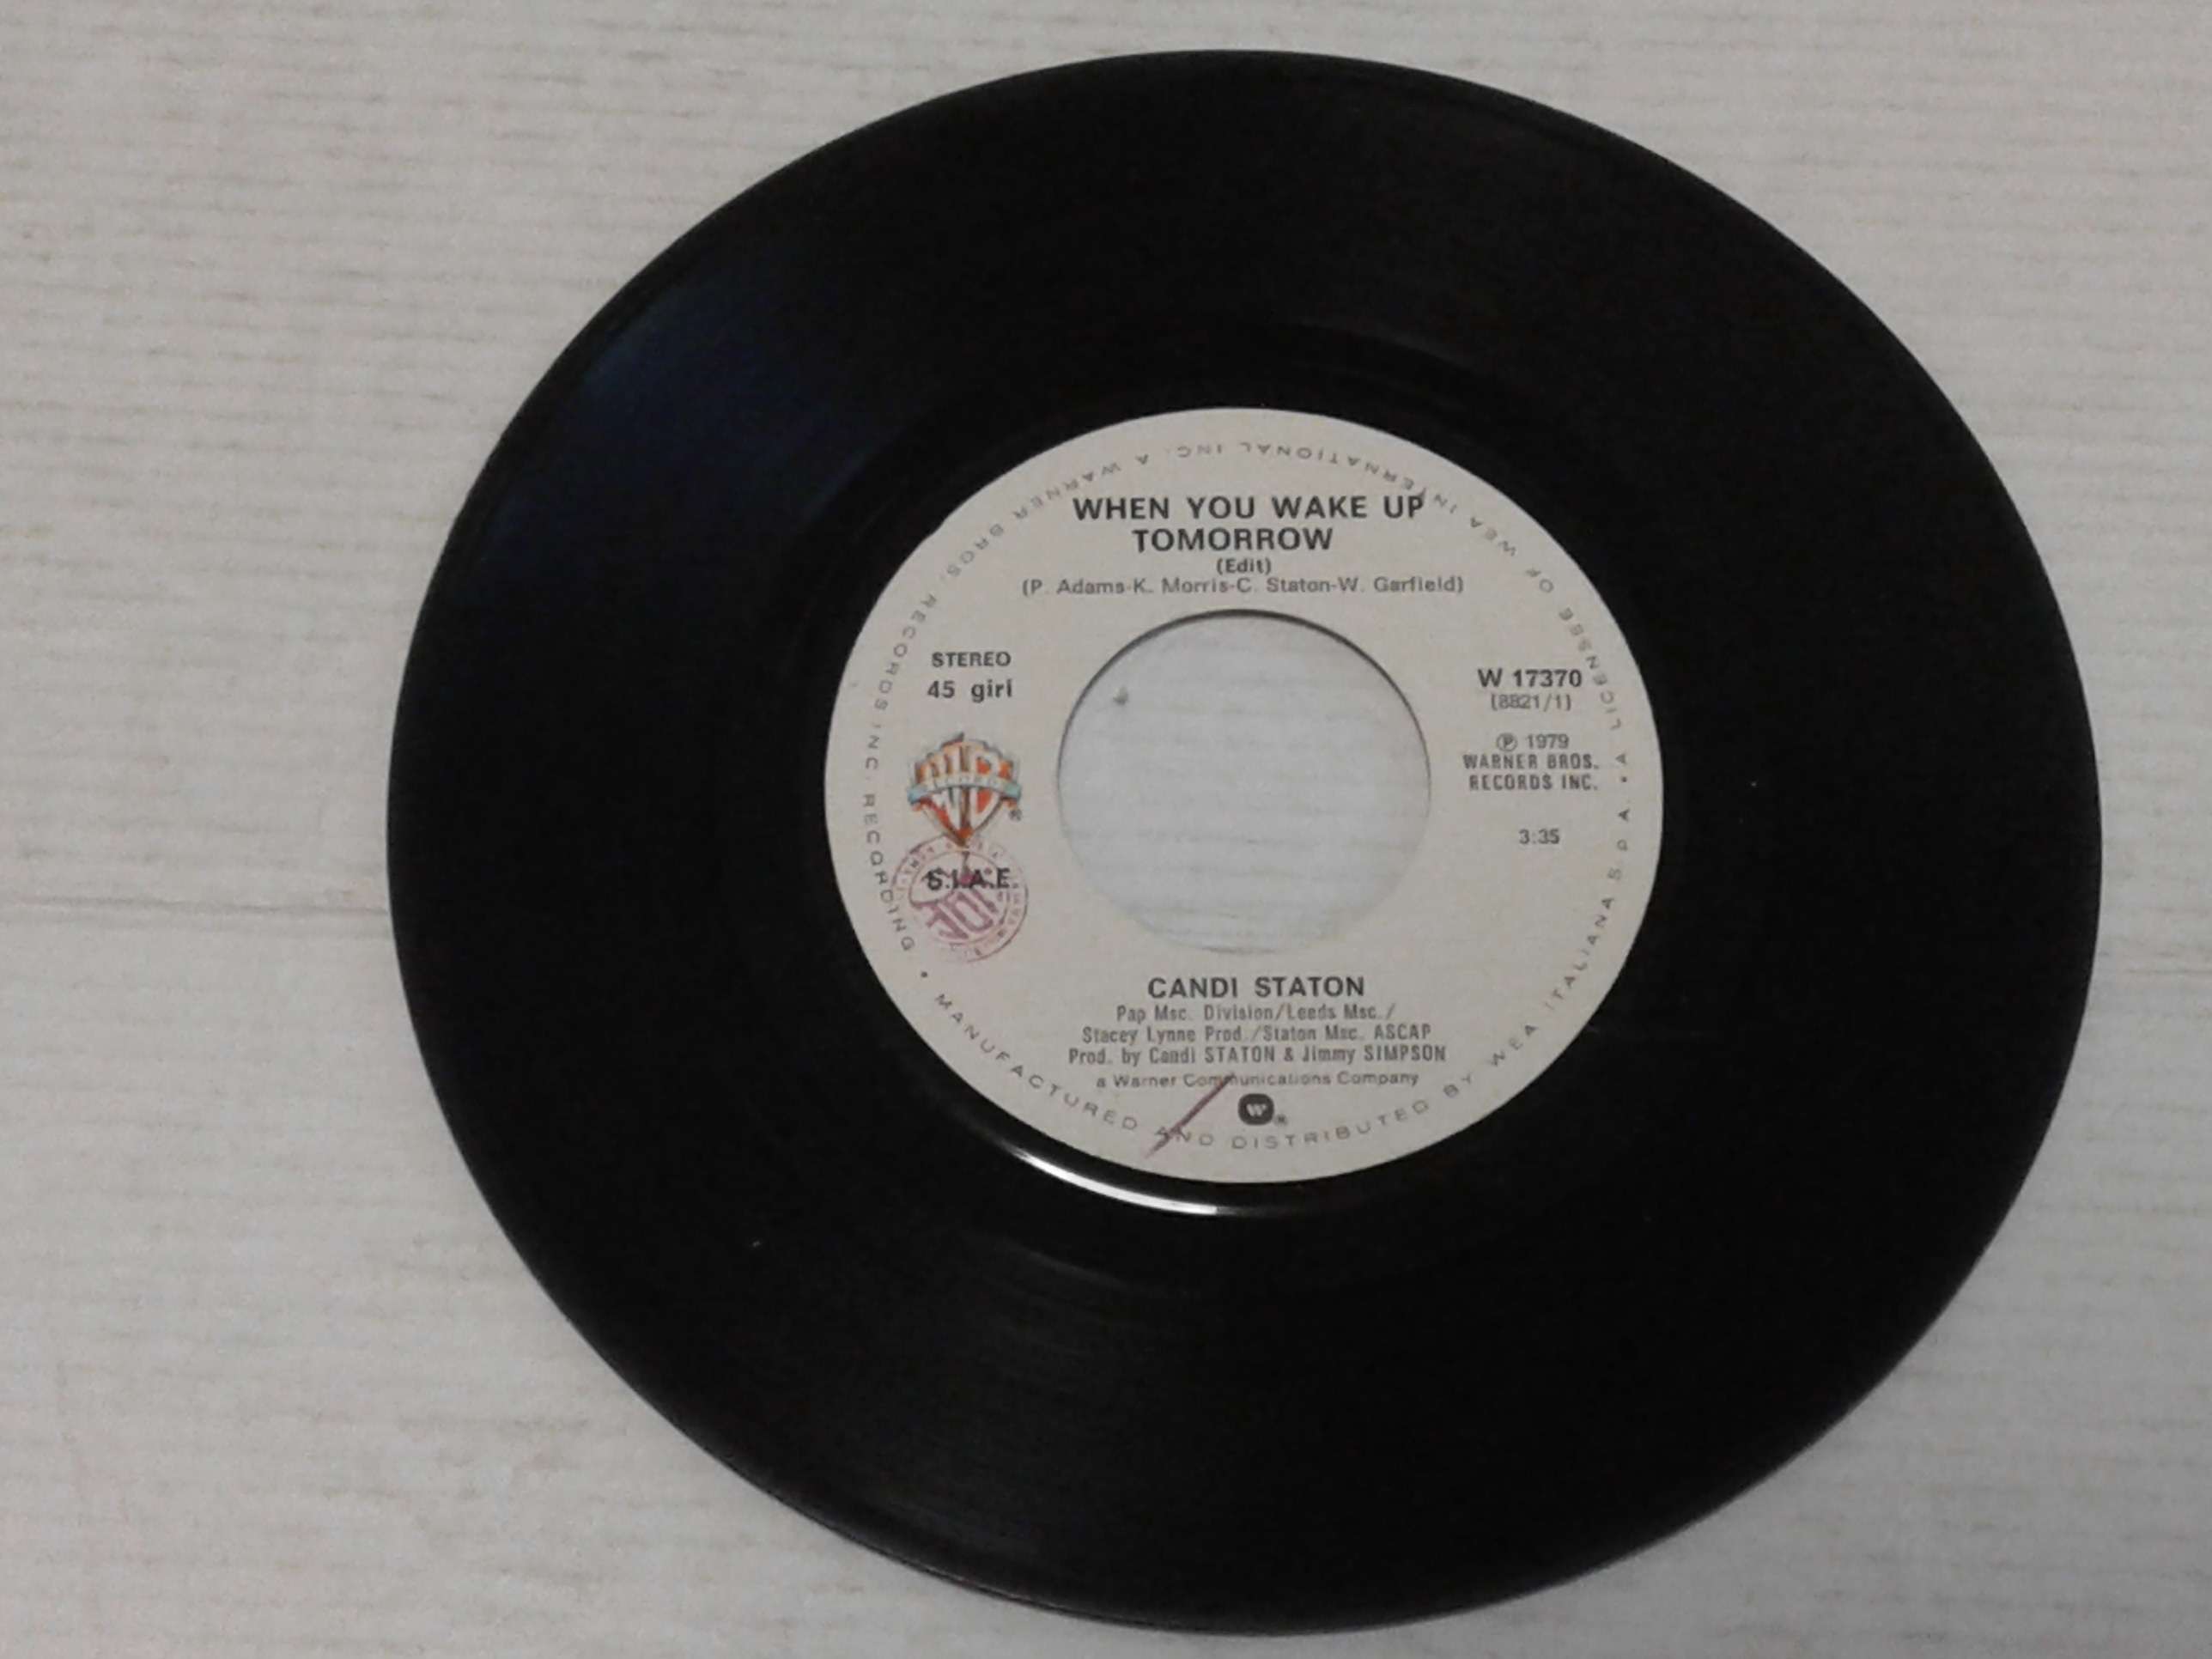 WHEN YOU WAKE UP
TOMORROW
(Edit)
(P. Adams-K. Morris-C. Staton-W. Garfield)
STEREO
45 giri
W 17370
(8821/1)
℗ 1979
WARNER BROS.
RECORDS INC.
3:35
S.I.A.E.
CANDI STATON
Pap Msc. Division/Leeds Msc./
Stacey Lynne Prod./Staton Msc. ASCAP
Prod. by Candi STATON & Jimmy SIMPSON
a Warner Communications Company
MANUFACTURED AND DISTRIBUTED BY WEA ITALIANA S.p.A. • A LICENSEE OF WEA INTERNATIONAL INC. A WARNER BROS. RECORDS INC. RECORDING •